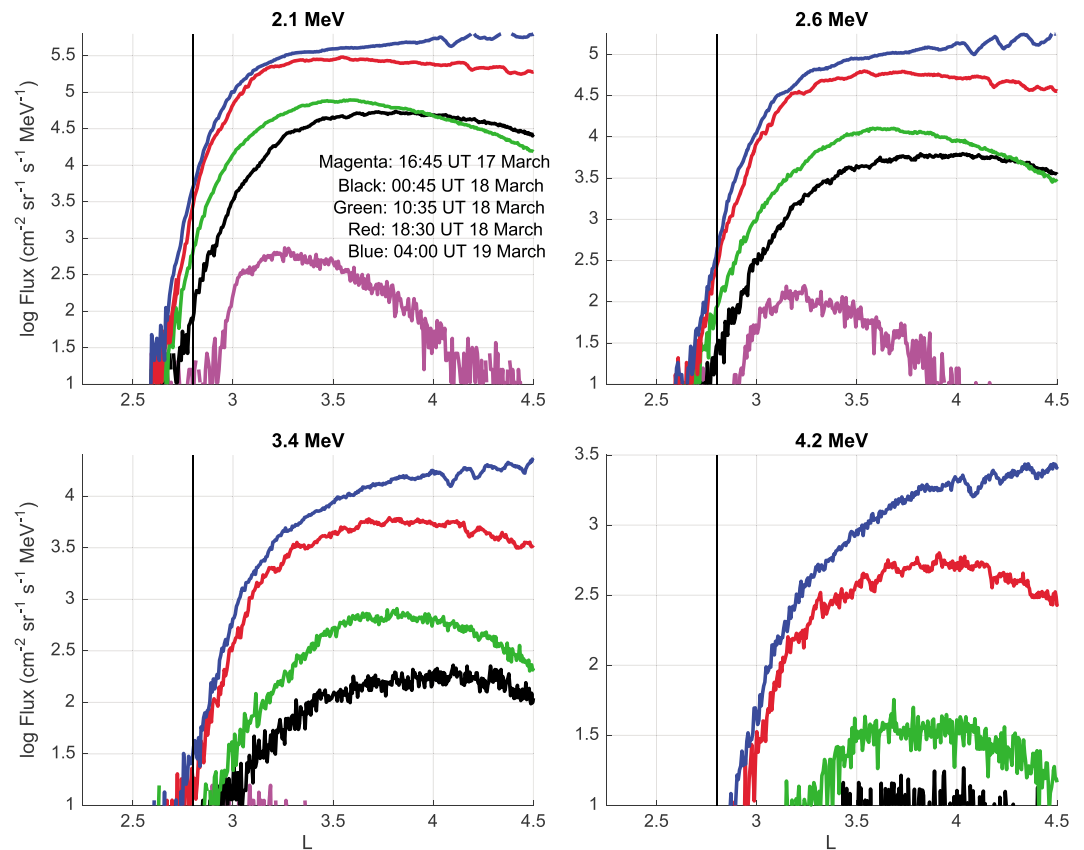 2.1 MeV
log Flux (cm⁻² sr⁻¹ s⁻¹ MeV⁻¹)
5.5
5
4.5
4
3.5
3
2.5
2
1.5
1
Magenta: 16:45 UT 17 March
Black: 00:45 UT 18 March
Green: 10:35 UT 18 March
Red: 18:30 UT 18 March
Blue: 04:00 UT 19 March
2.5 3 3.5 4 4.5
2.6 MeV
5
4.5
4
3.5
3
2.5
2
1.5
1
2.5 3 3.5 4 4.5
3.4 MeV
log Flux (cm⁻² sr⁻¹ s⁻¹ MeV⁻¹)
4
3.5
3
2.5
2
1.5
1
2.5 3 3.5 4 4.5
L
4.2 MeV
3.5
3
2.5
2
1.5
1
2.5 3 3.5 4 4.5
L